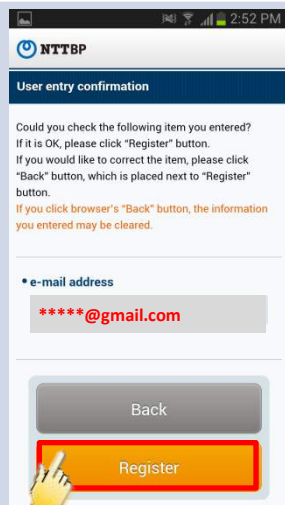 2:52 PM
NTTBP
User entry confirmation
Could you check the following item you entered?
If it is OK, please click “Register” button.
If you would like to correct the item, please click
“Back” button, which is placed next to “Register”
button.
If you click browser's “Back” button, the information
you entered may be cleared.
• e-mail address
*****@gmail.com
Back
Register